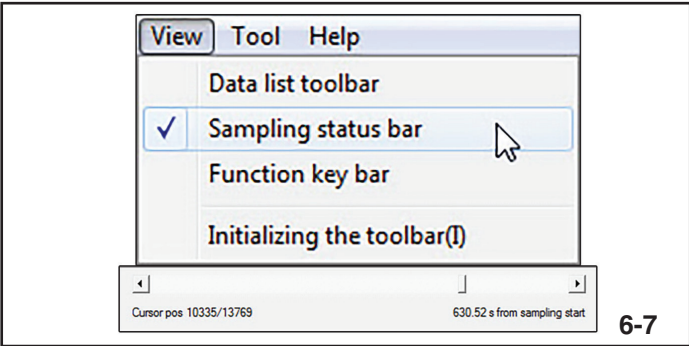 View Tool Help
Data list toolbar
Sampling status bar
Function key bar
Initializing the toolbar(I)
Cursor pos 10335/13769 630.52 s from sampling start
6-7